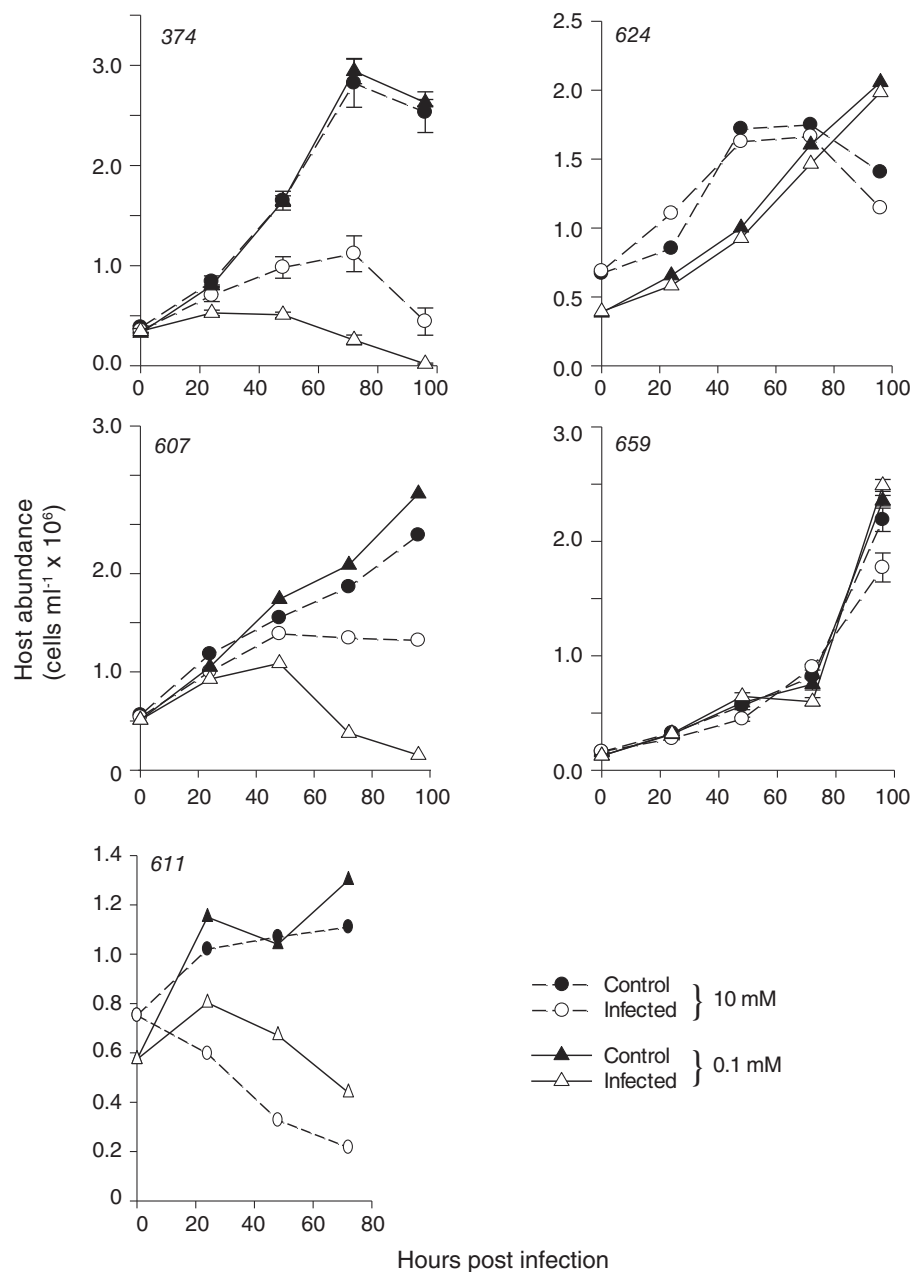 374
3.0
2.0
1.0
0.0
0 20 40 60 80 100
624
2.5
2.0
1.5
1.0
0.5
0.0
0 20 40 60 80 100
607
3.0
2.0
1.0
0
0 20 40 60 80 100
659
3.0
2.0
1.0
0.0
0 20 40 60 80 100
Host abundance
(cells ml⁻¹ x 10⁶)
611
1.4
1.2
1.0
0.8
0.6
0.4
0.2
0
0 20 40 60 80
Control
Infected
} 10 mM
Control
Infected
} 0.1 mM
Hours post infection